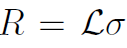 R = ℒσ